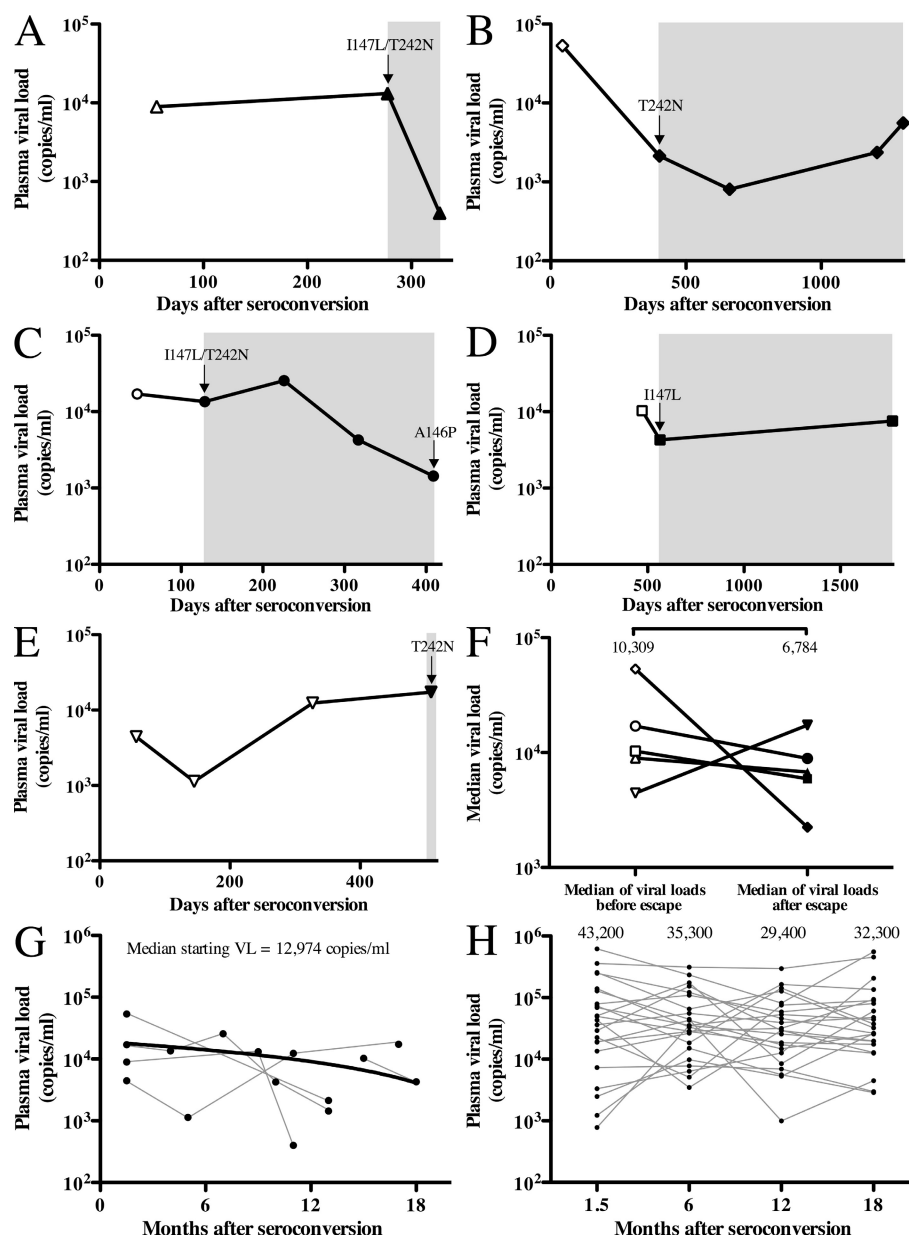 A
Plasma viral load
(copies/ml)
10⁵
10⁴
10³
10²
I147L/T242N
0 100 200 300
Days after seroconversion
B
Plasma viral load
(copies/ml)
10⁵
10⁴
10³
10²
T242N
0 500 1000
Days after seroconversion
C
Plasma viral load
(copies/ml)
10⁵
10⁴
10³
10²
I147L/T242N
A146P
0 100 200 300 400
Days after seroconversion
D
Plasma viral load
(copies/ml)
10⁵
10⁴
10³
10²
I147L
0 500 1000 1500
Days after seroconversion
E
Plasma viral load
(copies/ml)
10⁵
10⁴
10³
10²
T242N
0 200 400
Days after seroconversion
F
Median viral load
(copies/ml)
10⁵
10⁴
10³
10,309 6,784
Median of viral loads
before escape
Median of viral loads
after escape
G
Plasma viral load
(copies/ml)
10⁶
10⁵
10⁴
10³
10²
Median starting VL = 12,974 copies/ml
0 6 12 18
Months after seroconversion
H
Plasma viral load
(copies/ml)
10⁶
10⁵
10⁴
10³
10²
43,200 35,300 29,400 32,300
1.5 6 12 18
Months after seroconversion